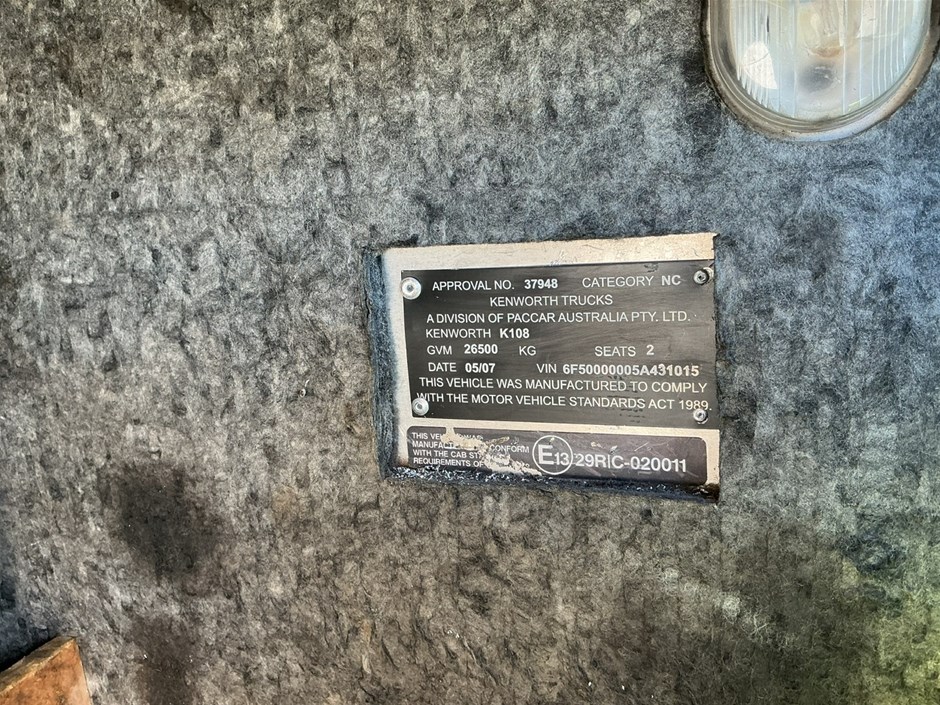 APPROVAL NO. 37948 CATEGORY NC
KENWORTH TRUCKS
A DIVISION OF PACCAR AUSTRALIA PTY. LTD.
KENWORTH K108
GVM 26500 KG SEATS 2
DATE 05/07 VIN 6F50000005A431015
THIS VEHICLE WAS MANUFACTURED TO COMPLY
WITH THE MOTOR VEHICLE STANDARDS ACT 1989.
THIS
CONFORM
WITH THE CAB
REQUIREMENTS OF
E13 29RIC-020011